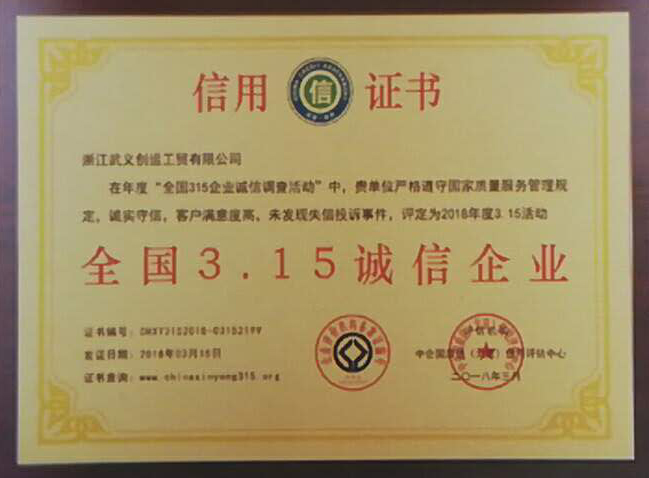 信用 信 证书
浙江武义创运工贸有限公司
在年度“全国315企业诚信调查活动”中，贵单位严格遵守国家质量服务管理规
定，诚实守信，客户满意度高，未发现失信投诉事件，评定为2018年度3.15活动
全国3.15诚信企业
证书编号：
发证日期：2018年03月15日
证书查询：www.chinaxinyong315.org
中企国 信用评估中心
二〇一八年三月